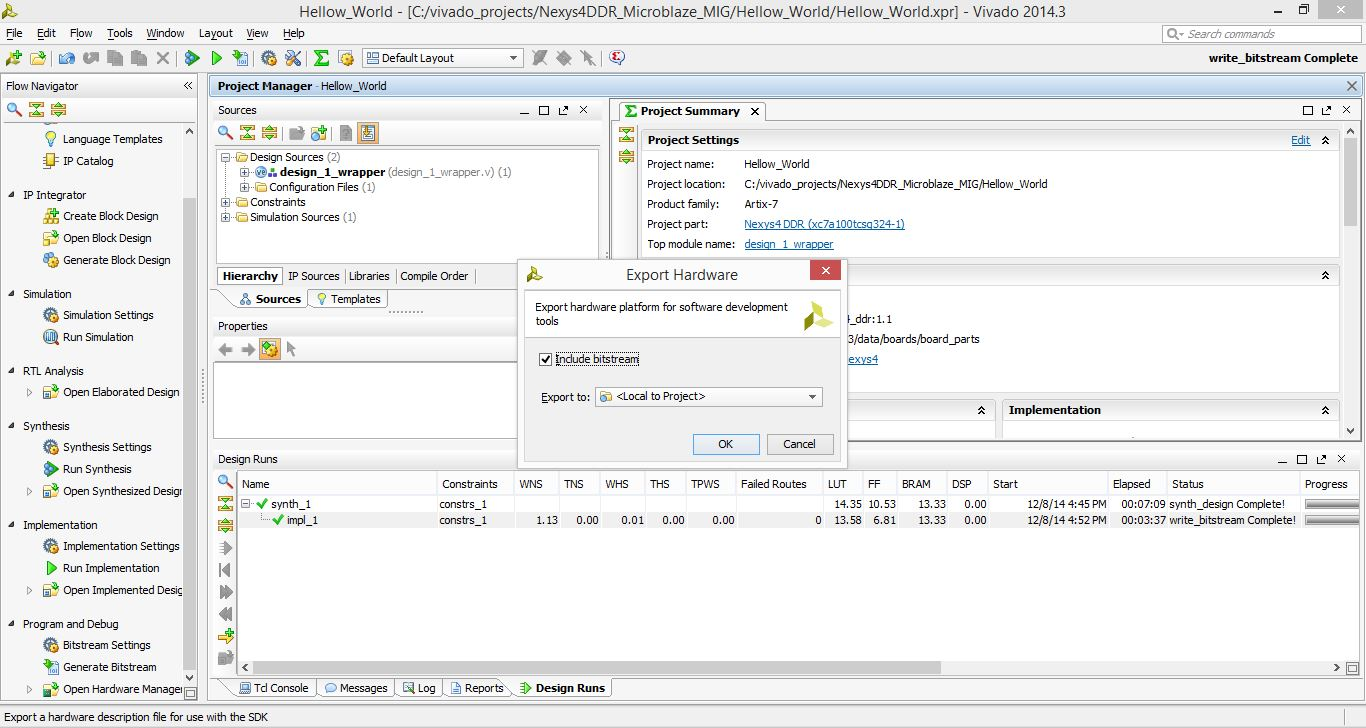 Hellow_World - [C:/vivado_projects/Nexys4DDR_Microblaze_MIG/Hellow_World/Hellow_World.xpr] - Vivado 2014.3
File Edit Flow Tools Window Layout View Help
Search commands
Default Layout
write_bitstream Complete
Flow Navigator
Language Templates
IP Catalog
IP Integrator
Create Block Design
Open Block Design
Generate Block Design
Simulation
Simulation Settings
Run Simulation
RTL Analysis
Open Elaborated Design
Synthesis
Synthesis Settings
Run Synthesis
Open Synthesized Design
Implementation
Implementation Settings
Run Implementation
Open Implemented Desig
Program and Debug
Bitstream Settings
Generate Bitstream
Open Hardware Manager
Project Manager - Hellow_World
Sources
Design Sources (2)
design_1_wrapper (design_1_wrapper.v) (1)
Configuration Files (1)
Constraints
Simulation Sources (1)
Hierarchy IP Sources Libraries Compile Order
Sources Templates
Properties
Project Summary
Project Settings Edit
Project name: Hellow_World
Project location: C:/vivado_projects/Nexys4DDR_Microblaze_MIG/Hellow_World
Product family: Artix-7
Project part: Nexys4 DDR (xc7a100tcsg324-1)
Top module name: design_1_wrapper
4_ddr:1.1
3/data/boards/board_parts
exys4
Implementation
Export Hardware
Export hardware platform for software development
tools
Include bitstream
Export to: <Local to Project>
OK Cancel
Design Runs
Name Constraints WNS TNS WHS THS TPWS Failed Routes LUT FF BRAM DSP Start Elapsed Status Progress
synth_1 constrs_1 14.35 10.53 13.33 0.00 12/8/14 4:45 PM 00:07:09 synth_design Complete!
impl_1 constrs_1 1.13 0.00 0.01 0.00 0.00 0 13.58 6.81 13.33 0.00 12/8/14 4:52 PM 00:03:37 write_bitstream Complete!
Tcl Console Messages Log Reports Design Runs
Export a hardware description file for use with the SDK